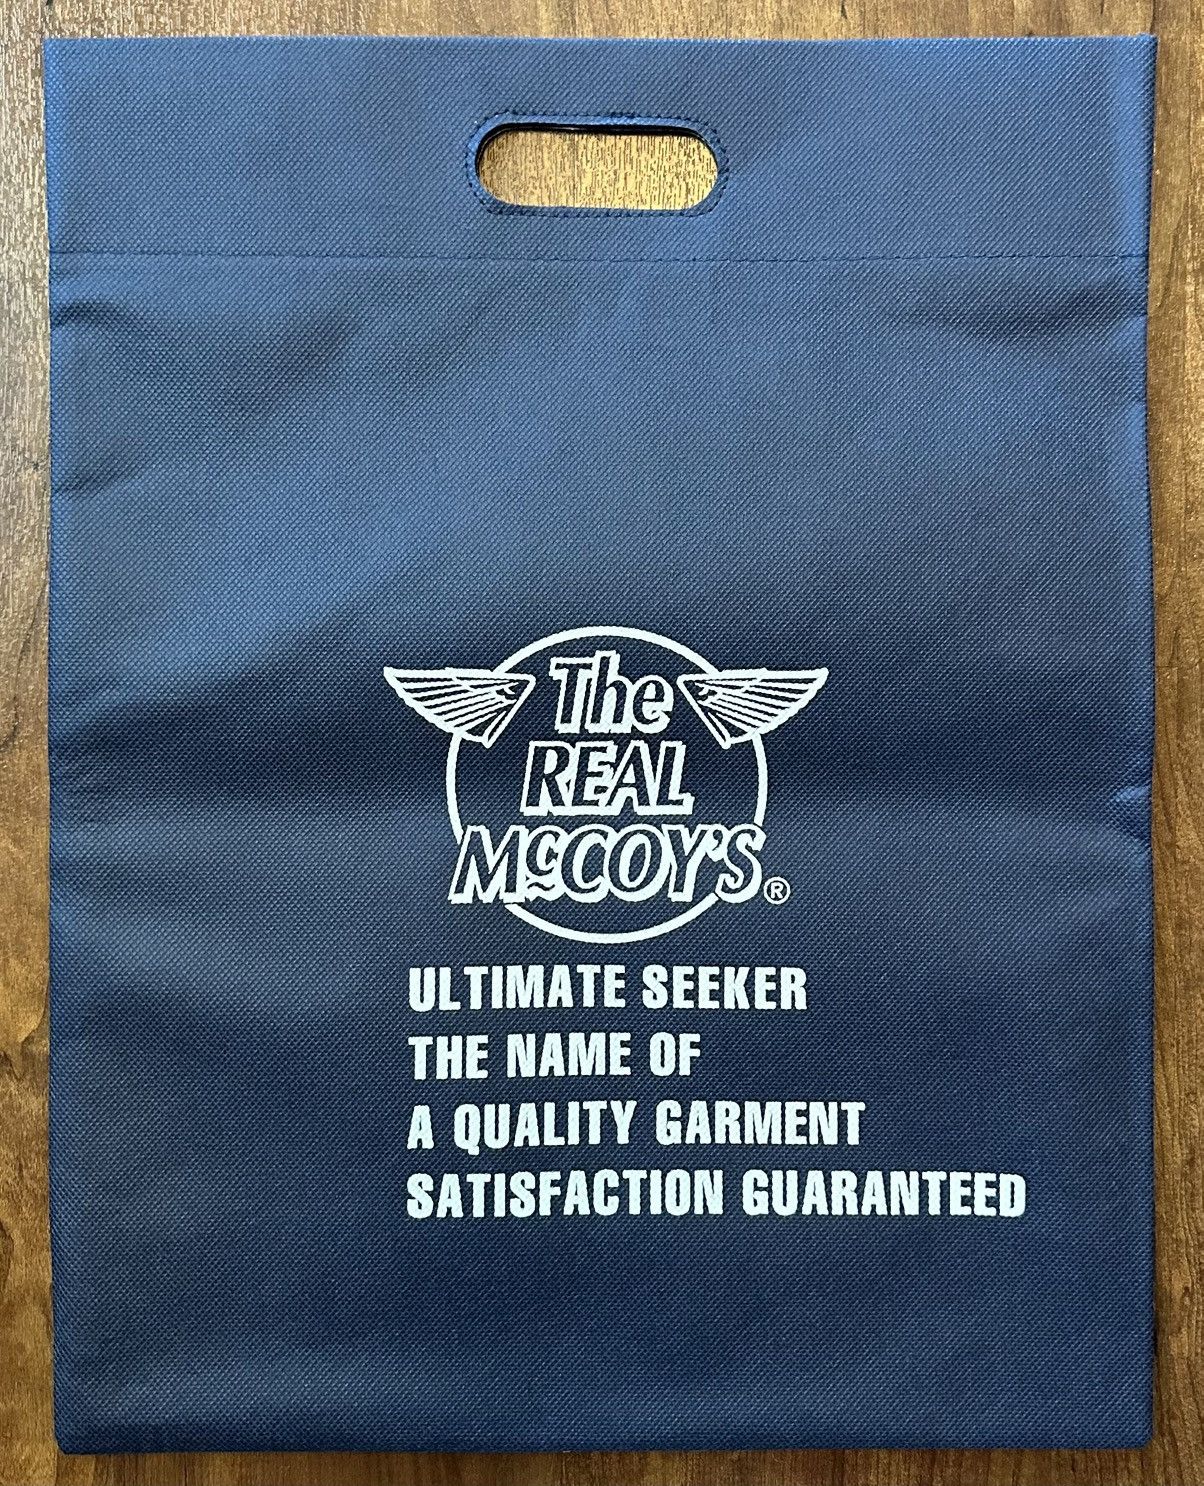 The
REAL
McCOY'S®
ULTIMATE SEEKER
THE NAME OF
A QUALITY GARMENT
SATISFACTION GUARANTEED